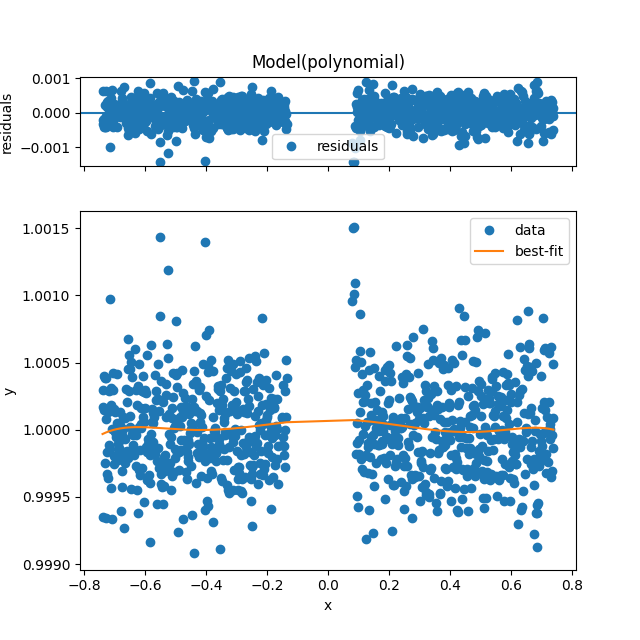 Model(polynomial)
0.001
0.000
−0.001
residuals
residuals
1.0015
1.0010
1.0005
1.0000
0.9995
0.9990
y
data
best-fit
−0.8 −0.6 −0.4 −0.2 0.0 0.2 0.4 0.6 0.8
x